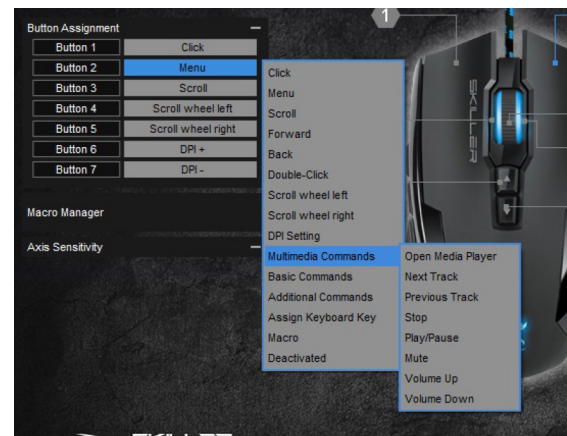 1
Button Assignment
Button 1 Click
Button 2 Menu
Button 3 Scroll
Button 4 Scroll wheel left
Button 5 Scroll wheel right
Button 6 DPI +
Button 7 DPI -
Macro Manager
Axis Sensitivity
Click
Menu
Scroll
Forward
Back
Double-Click
Scroll wheel left
Scroll wheel right
DPI Setting
Multimedia Commands
Basic Commands
Additional Commands
Assign Keyboard Key
Macro
Deactivated
Open Media Player
Next Track
Previous Track
Stop
Play/Pause
Mute
Volume Up
Volume Down
SKILLER